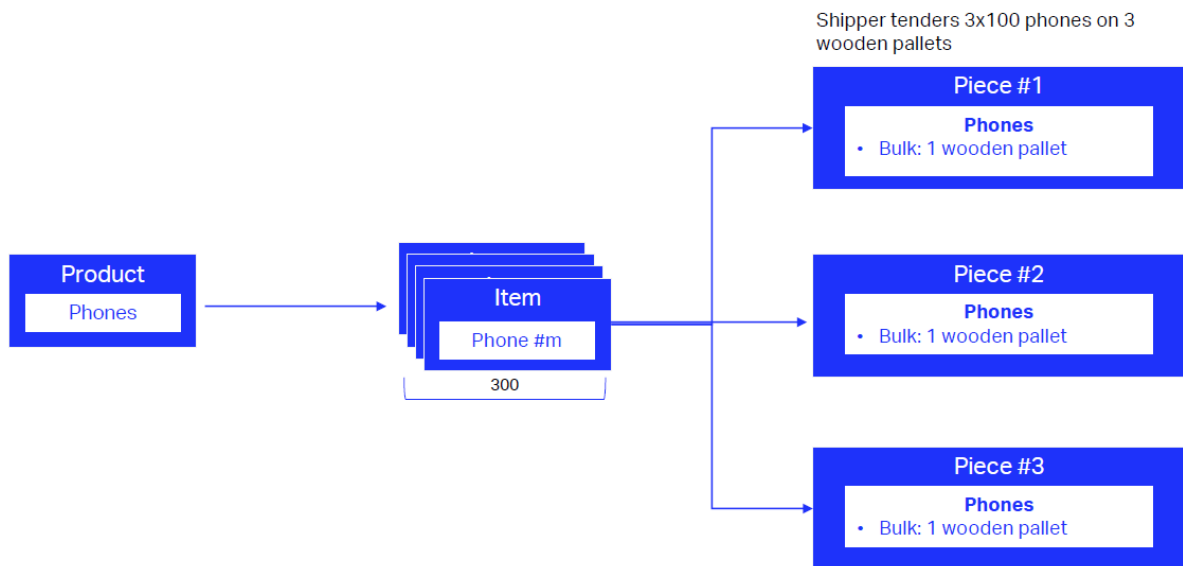 Shipper tenders 3x100 phones on 3
wooden pallets
Piece #1
Phones
• Bulk: 1 wooden pallet
Product
Phones
Item
Phone #m
300
Piece #2
Phones
• Bulk: 1 wooden pallet
Piece #3
Phones
• Bulk: 1 wooden pallet